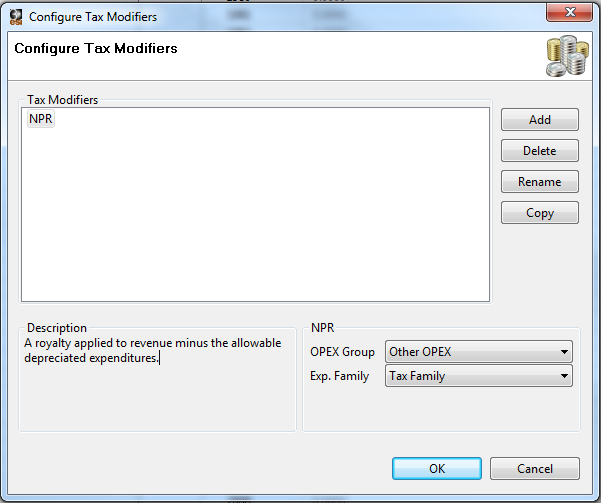 Configure Tax Modifiers
Configure Tax Modifiers
Tax Modifiers
NPR
Add
Delete
Rename
Copy
Description
A royalty applied to revenue minus the allowable
depreciated expenditures.
NPR
OPEX Group Other OPEX
Exp. Family Tax Family
OK Cancel